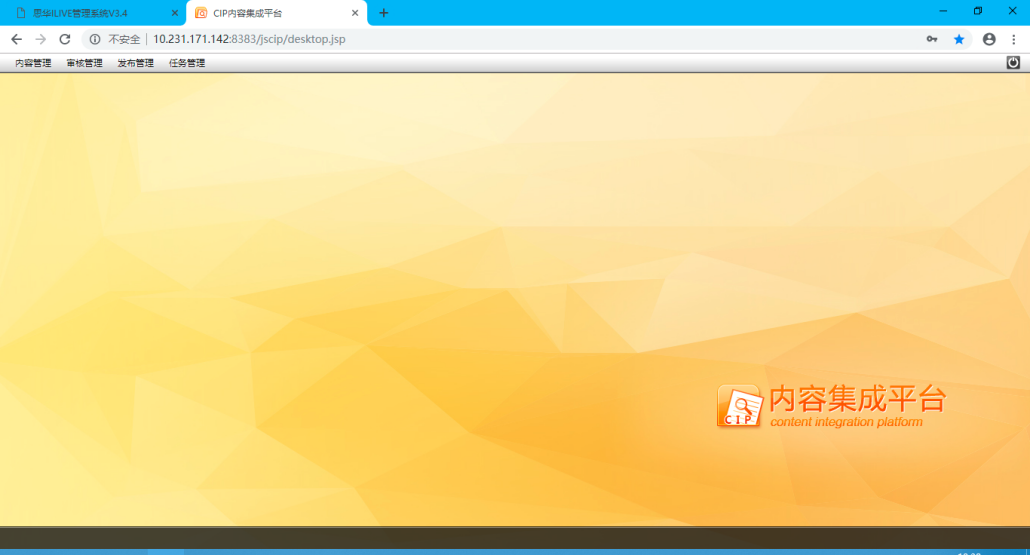 思华ILIVE管理系统V3.4
CIP内容集成平台
不安全 | 10.231.171.142:8383/jscip/desktop.jsp
内容管理 审核管理 发布管理 任务管理
内容集成平台
CIP
content integration platform